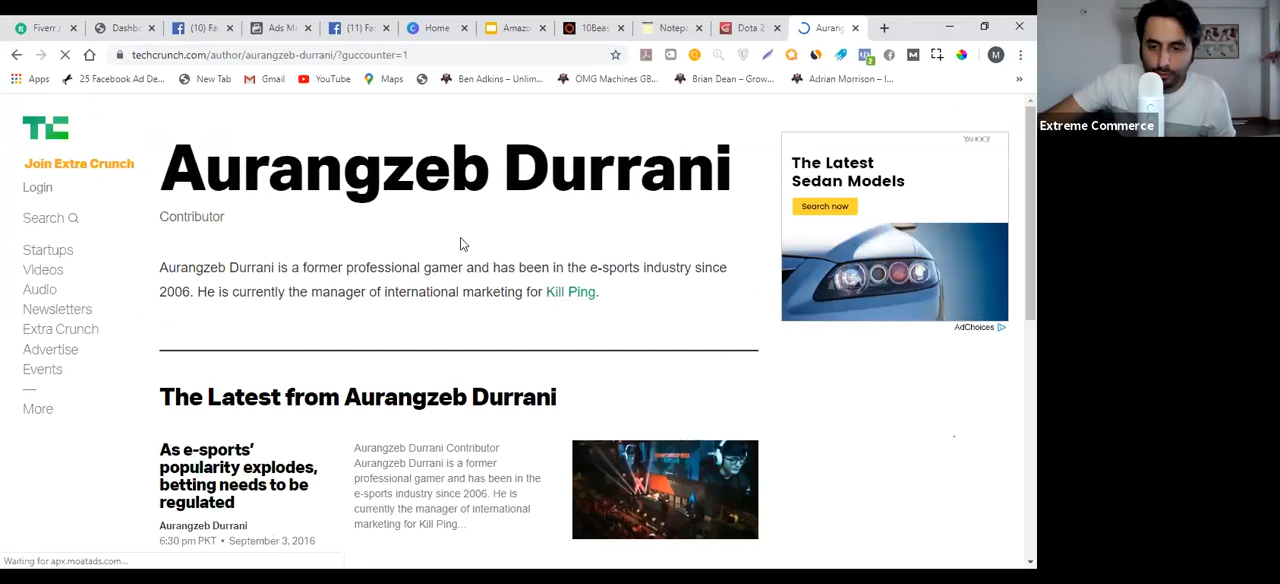 Fiverr /
Dashb
(10) Fa
Ads M
(11) Fa
Home
Amazo
10Bea
Notep
Dota 2
Aurang
techcrunch.com/author/aurangzeb-durrani/?guccounter=1
Apps
25 Facebook Ad De...
New Tab
Gmail
YouTube
Maps
Ben Adkins – Unlim...
OMG Machines GB...
Brian Dean – Grow...
Adrian Morrison – I...
»
TC
Join Extra Crunch
Login
Search
Startups
Videos
Audio
Newsletters
Extra Crunch
Advertise
Events
—
More
Aurangzeb Durrani
Contributor
Aurangzeb Durrani is a former professional gamer and has been in the e-sports industry since
2006. He is currently the manager of international marketing for Kill Ping.
The Latest from Aurangzeb Durrani
As e-sports’
popularity explodes,
betting needs to be
regulated
Aurangzeb Durrani
6:30 pm PKT • September 3, 2016
Aurangzeb Durrani Contributor
Aurangzeb Durrani is a former
professional gamer and has been in the
e-sports industry since 2006. He is
currently the manager of international
marketing for Kill Ping...
YAHOO!
The Latest
Sedan Models
Search now
AdChoices
Waiting for apx.moatads.com...
Extreme Commerce